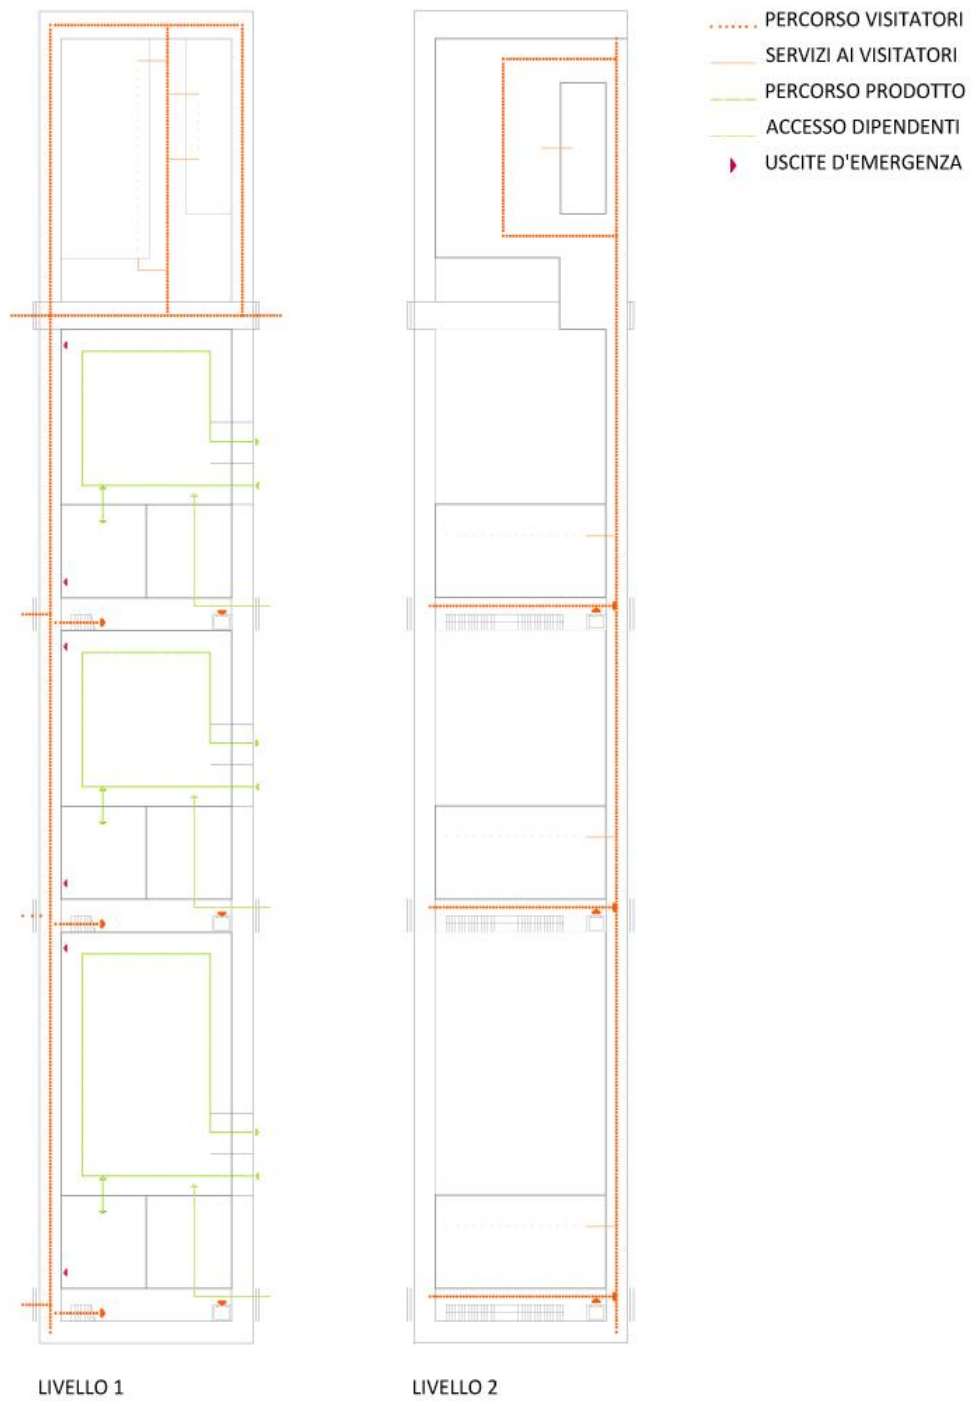 PERCORSO VISITATORI
SERVIZI AI VISITATORI
PERCORSO PRODOTTO
ACCESSO DIPENDENTI
USCITE D'EMERGENZA
LIVELLO 1
LIVELLO 2